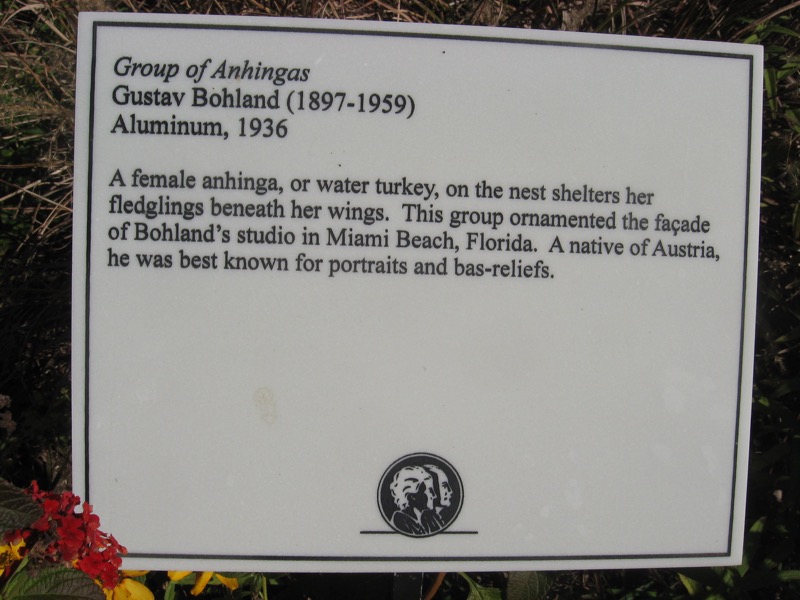 Group of Anhingas
Gustav Bohland (1897-1959)
Aluminum, 1936
A female anhinga, or water turkey, on the nest shelters her
fledglings beneath her wings. This group ornamented the façade
of Bohland's studio in Miami Beach, Florida. A native of Austria,
he was best known for portraits and bas-reliefs.